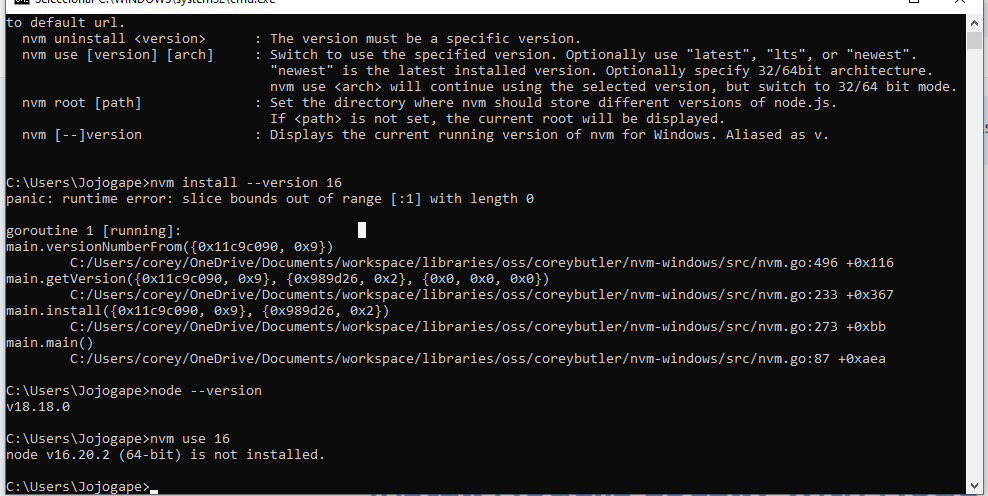 Seleccionar C:\WINDOWS\system32\cmd.exe
to default url.
  nvm uninstall <version>      : The version must be a specific version.
  nvm use [version] [arch]     : Switch to use the specified version. Optionally use "latest", "lts", or "newest".
                                 "newest" is the latest installed version. Optionally specify 32/64bit architecture.
                                 nvm use <arch> will continue using the selected version, but switch to 32/64 bit mode.
  nvm root [path]              : Set the directory where nvm should store different versions of node.js.
                                 If <path> is not set, the current root will be displayed.
  nvm [--]version              : Displays the current running version of nvm for Windows. Aliased as v.
C:\Users\Jojogape>nvm install --version 16
panic: runtime error: slice bounds out of range [:1] with length 0
goroutine 1 [running]:
main.versionNumberFrom({0x11c9c090, 0x9})
        C:/Users/corey/OneDrive/Documents/workspace/libraries/oss/coreybutler/nvm-windows/src/nvm.go:496 +0x116
main.getVersion({0x11c9c090, 0x9}, {0x989d26, 0x2}, {0x0, 0x0, 0x0})
        C:/Users/corey/OneDrive/Documents/workspace/libraries/oss/coreybutler/nvm-windows/src/nvm.go:233 +0x367
main.install({0x11c9c090, 0x9}, {0x989d26, 0x2})
        C:/Users/corey/OneDrive/Documents/workspace/libraries/oss/coreybutler/nvm-windows/src/nvm.go:273 +0xbb
main.main()
        C:/Users/corey/OneDrive/Documents/workspace/libraries/oss/coreybutler/nvm-windows/src/nvm.go:87 +0xaea
C:\Users\Jojogape>node --version
v18.18.0
C:\Users\Jojogape>nvm use 16
node v16.20.2 (64-bit) is not installed.
C:\Users\Jojogape>